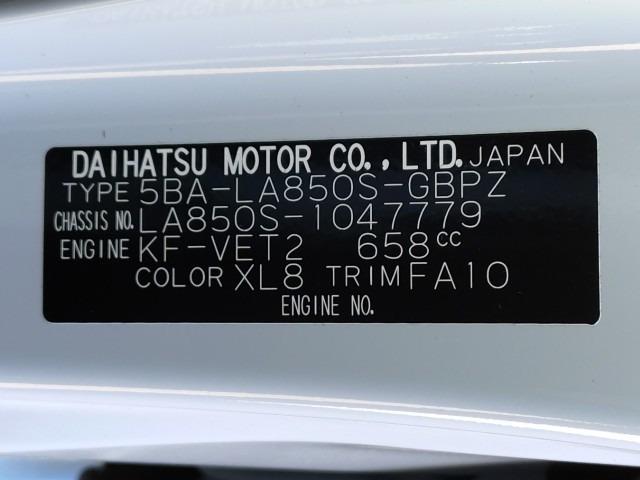 DAIHATSU MOTOR CO., LTD. JAPAN
TYPE 5BA-LA850S-GBPZ
CHASSIS NO. LA850S-1047779
ENGINE KF-VET2 658cc
COLOR XL8 TRIM FA10
ENGINE NO.